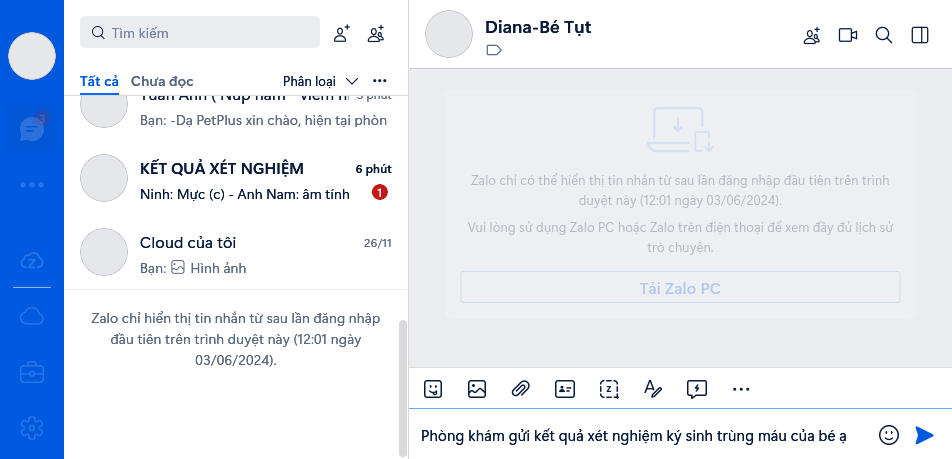 Tìm kiếm
Tất cả Chưa đọc Phân loại
Tuấn Anh ( Núp nấm - viêm n 5 phút
Bạn: -Dạ PetPlus xin chào, hiện tại phòn
KẾT QUẢ XÉT NGHIỆM 6 phút
Ninh: Mực (c) - Anh Nam: âm tính 1
Cloud của tôi 26/11
Bạn: Hình ảnh
Zalo chỉ hiển thị tin nhắn từ sau lần đăng nhập
đầu tiên trên trình duyệt này (12:01 ngày
03/06/2024).
Diana-Bé Tụt
Zalo chỉ có thể hiển thị tin nhắn từ sau lần đăng nhập đầu tiên trên trình
duyệt này (12:01 ngày 03/06/2024).
Vui lòng sử dụng Zalo PC hoặc Zalo trên điện thoại để xem đầy đủ lịch sử
trò chuyện.
Tải Zalo PC
Phòng khám gửi kết quả xét nghiệm ký sinh trùng máu của bé ạ